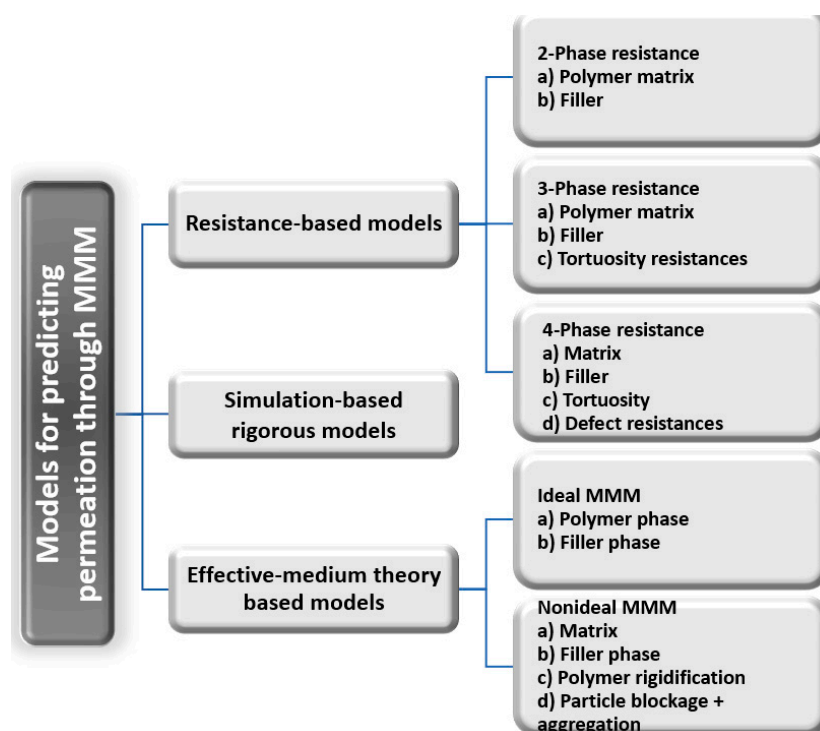 Models for predicting
permeation through MMM
Resistance-based models
2-Phase resistance
a) Polymer matrix
b) Filler
3-Phase resistance
a) Polymer matrix
b) Filler
c) Tortuosity resistances
4-Phase resistance
a) Matrix
b) Filler
c) Tortuosity
d) Defect resistances
Simulation-based
rigorous models
Effective-medium theory
based models
Ideal MMM
a) Polymer phase
b) Filler phase
Nonideal MMM
a) Matrix
b) Filler phase
c) Polymer rigidification
d) Particle blockage +
aggregation